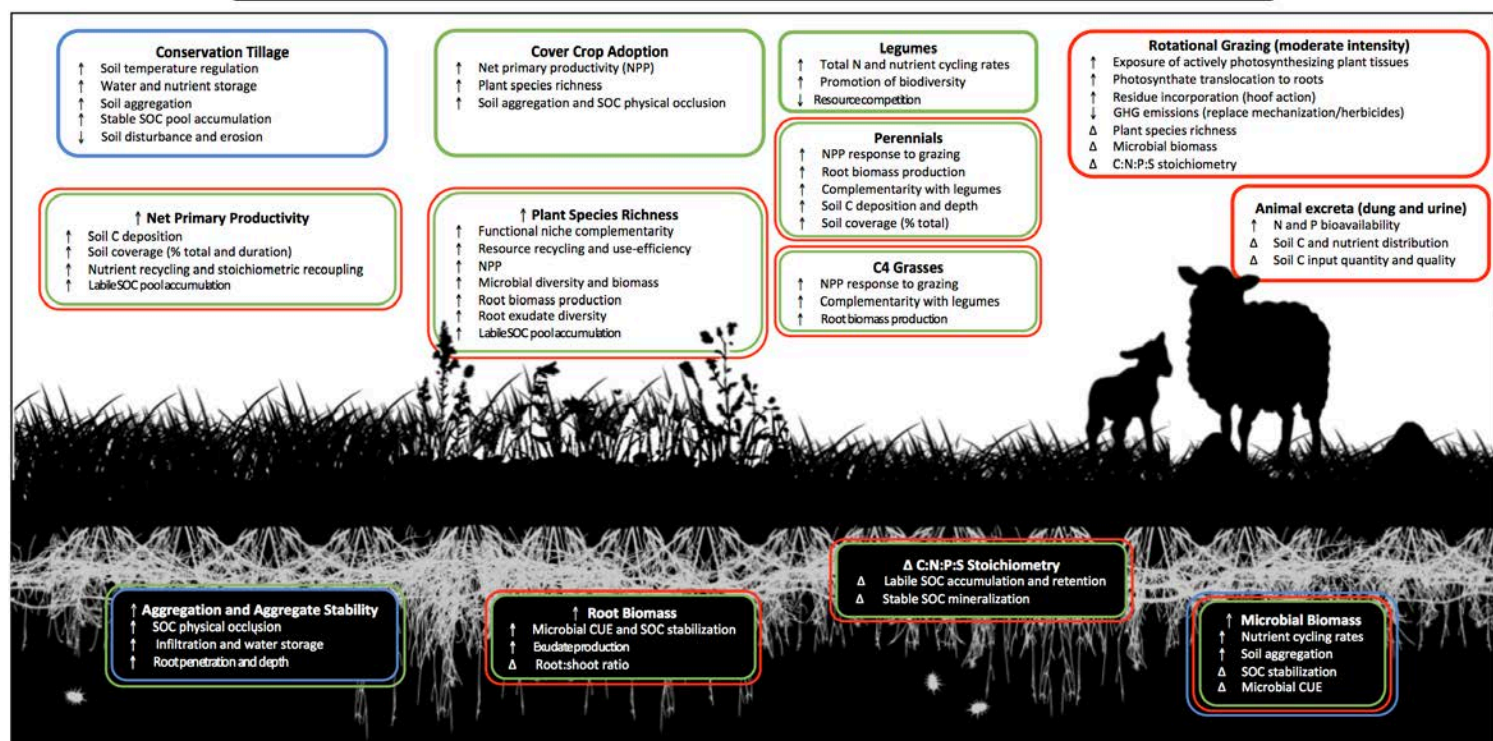 Conservation Tillage
↑ Soil temperature regulation
↑ Water and nutrient storage
↑ Soil aggregation
↑ Stable SOC pool accumulation
↓ Soil disturbance and erosion
Cover Crop Adoption
↑ Net primary productivity (NPP)
↑ Plant species richness
↑ Soil aggregation and SOC physical occlusion
Legumes
↑ Total N and nutrient cycling rates
↑ Promotion of biodiversity
↓ Resource competition
Rotational Grazing (moderate intensity)
↑ Exposure of actively photosynthesizing plant tissues
↑ Photosynthate translocation to roots
↑ Residue incorporation (hoof action)
↓ GHG emissions (replace mechanization/herbicides)
Δ Plant species richness
Δ Microbial biomass
Δ C:N:P:S stoichiometry
↑ Net Primary Productivity
↑ Soil C deposition
↑ Soil coverage (% total and duration)
↑ Nutrient recycling and stoichiometric recoupling
↑ Labile SOC pool accumulation
↑ Plant Species Richness
↑ Functional niche complementarity
↑ Resource recycling and use-efficiency
↑ NPP
↑ Microbial diversity and biomass
↑ Root biomass production
↑ Root exudate diversity
↑ Labile SOC pool accumulation
Perennials
↑ NPP response to grazing
↑ Root biomass production
↑ Complementarity with legumes
↑ Soil C deposition and depth
↑ Soil coverage (% total)
C4 Grasses
↑ NPP response to grazing
↑ Complementarity with legumes
↑ Root biomass production
Animal excreta (dung and urine)
↑ N and P bioavailability
Δ Soil C and nutrient distribution
Δ Soil C input quantity and quality
↑ Aggregation and Aggregate Stability
↑ SOC physical occlusion
↑ Infiltration and water storage
↑ Root penetration and depth
↑ Root Biomass
↑ Microbial CUE and SOC stabilization
↑ Exudate production
Δ Root:shoot ratio
Δ C:N:P:S Stoichiometry
Δ Labile SOC accumulation and retention
Δ Stable SOC mineralization
↑ Microbial Biomass
↑ Nutrient cycling rates
↑ Soil aggregation
Δ SOC stabilization
Δ Microbial CUE